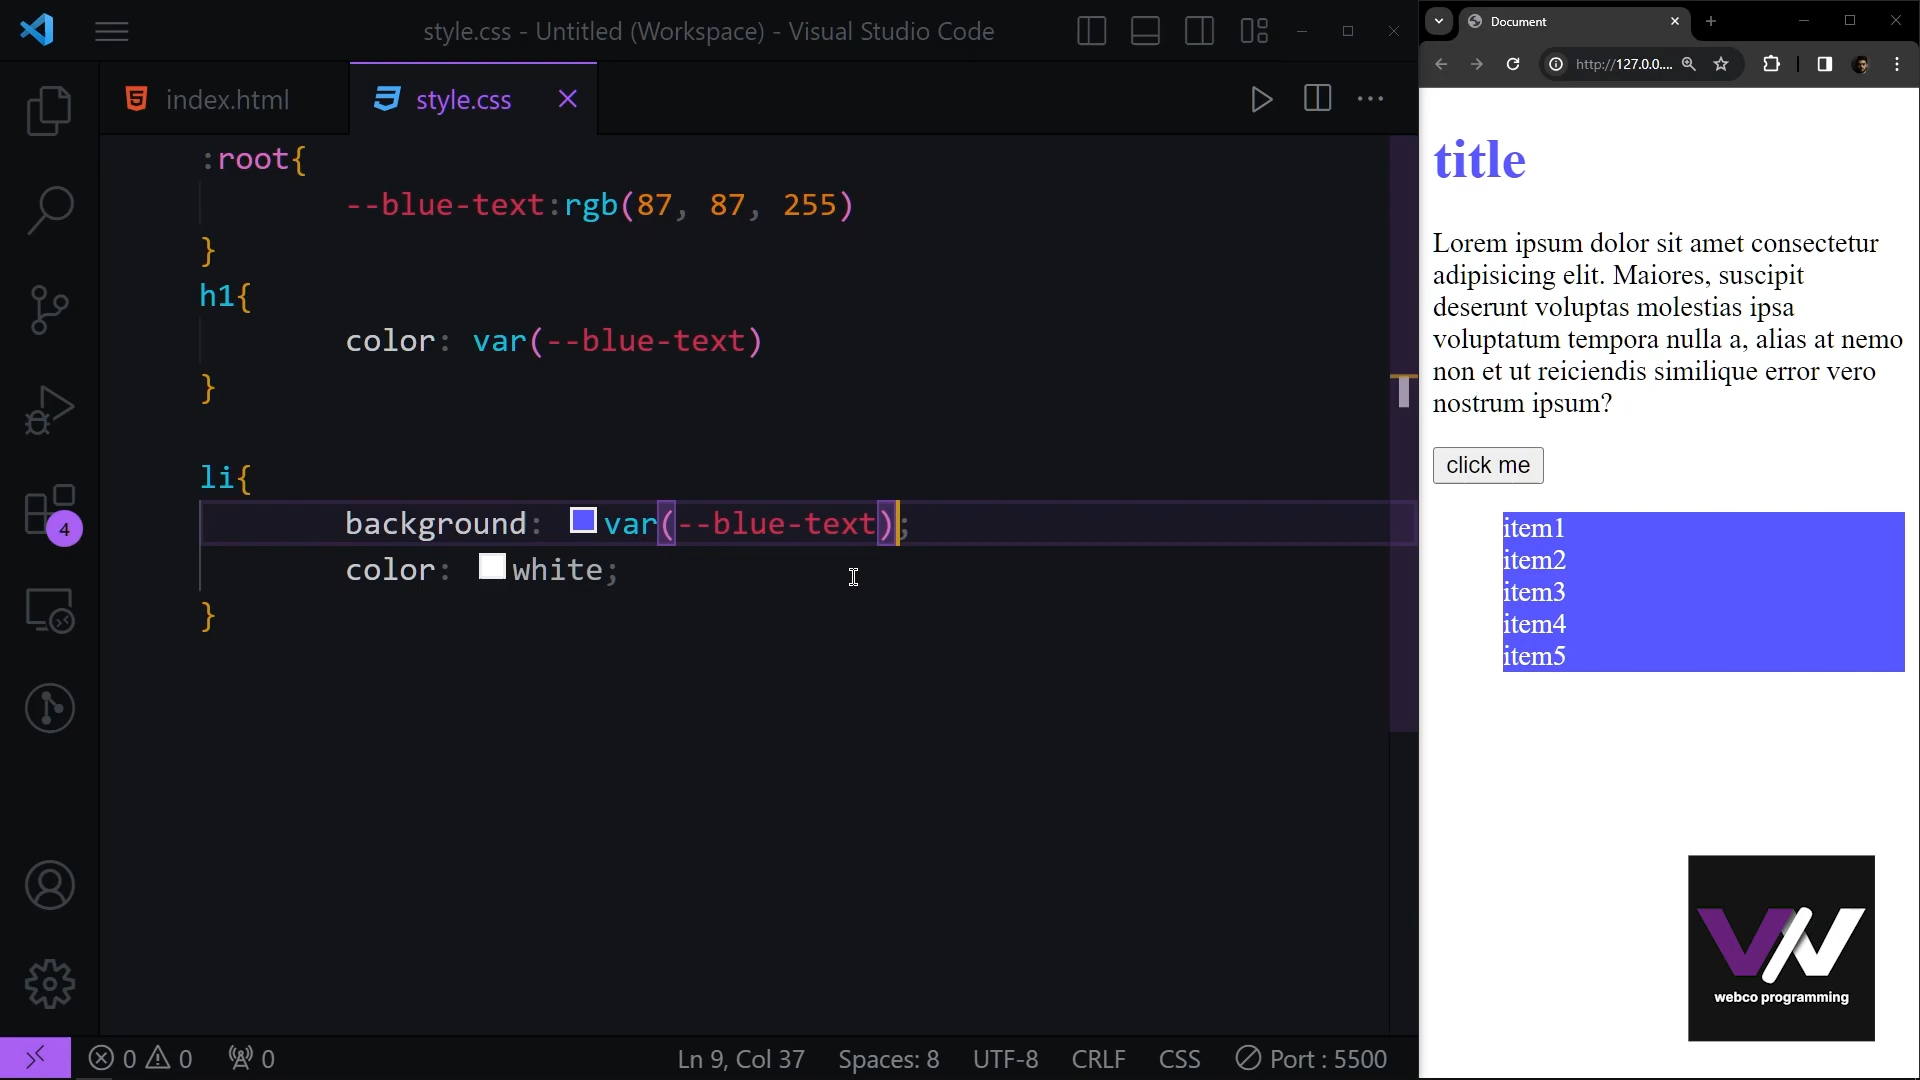 style.css - Untitled (Workspace) - Visual Studio Code
index.html
style.css
:root{
--blue-text:rgb(87, 87, 255)
}
h1{
color: var(--blue-text)
}
li{
background: var(--blue-text);
color: white;
}
4
0 0 0
Ln 9, Col 37
Spaces: 8
UTF-8
CRLF
CSS
Port : 5500
Document
http://127.0.0....
title
Lorem ipsum dolor sit amet consectetur
adipisicing elit. Maiores, suscipit
deserunt voluptas molestias ipsa
voluptatum tempora nulla a, alias at nemo
non et ut reiciendis similique error vero
nostrum ipsum?
click me
item1
item2
item3
item4
item5
webco programming